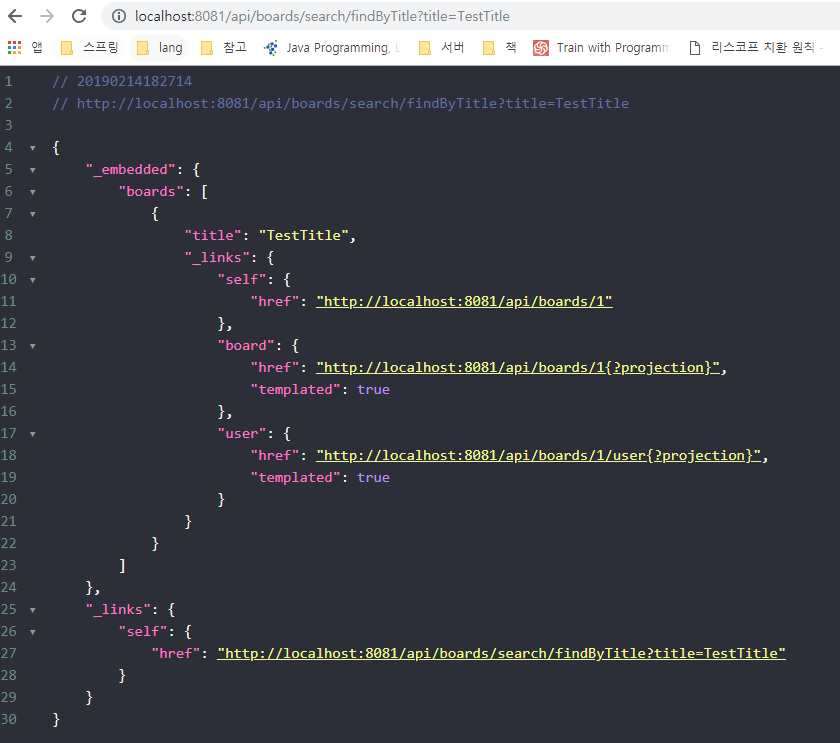 localhost:8081/api/boards/search/findByTitle?title=TestTitle
앱 스프링 lang 참고 Java Programming, 서버 책 Train with Programm 리스코프 치환 원칙 -
1 // 20190214182714
2 // http://localhost:8081/api/boards/search/findByTitle?title=TestTitle
3
4 {
5 "_embedded": {
6 "boards": [
7 {
8 "title": "TestTitle",
9 "_links": {
10 "self": {
11 "href": "http://localhost:8081/api/boards/1"
12 },
13 "board": {
14 "href": "http://localhost:8081/api/boards/1{?projection}",
15 "templated": true
16 },
17 "user": {
18 "href": "http://localhost:8081/api/boards/1/user{?projection}",
19 "templated": true
20 }
21 }
22 }
23 ]
24 },
25 "_links": {
26 "self": {
27 "href": "http://localhost:8081/api/boards/search/findByTitle?title=TestTitle"
28 }
29 }
30 }